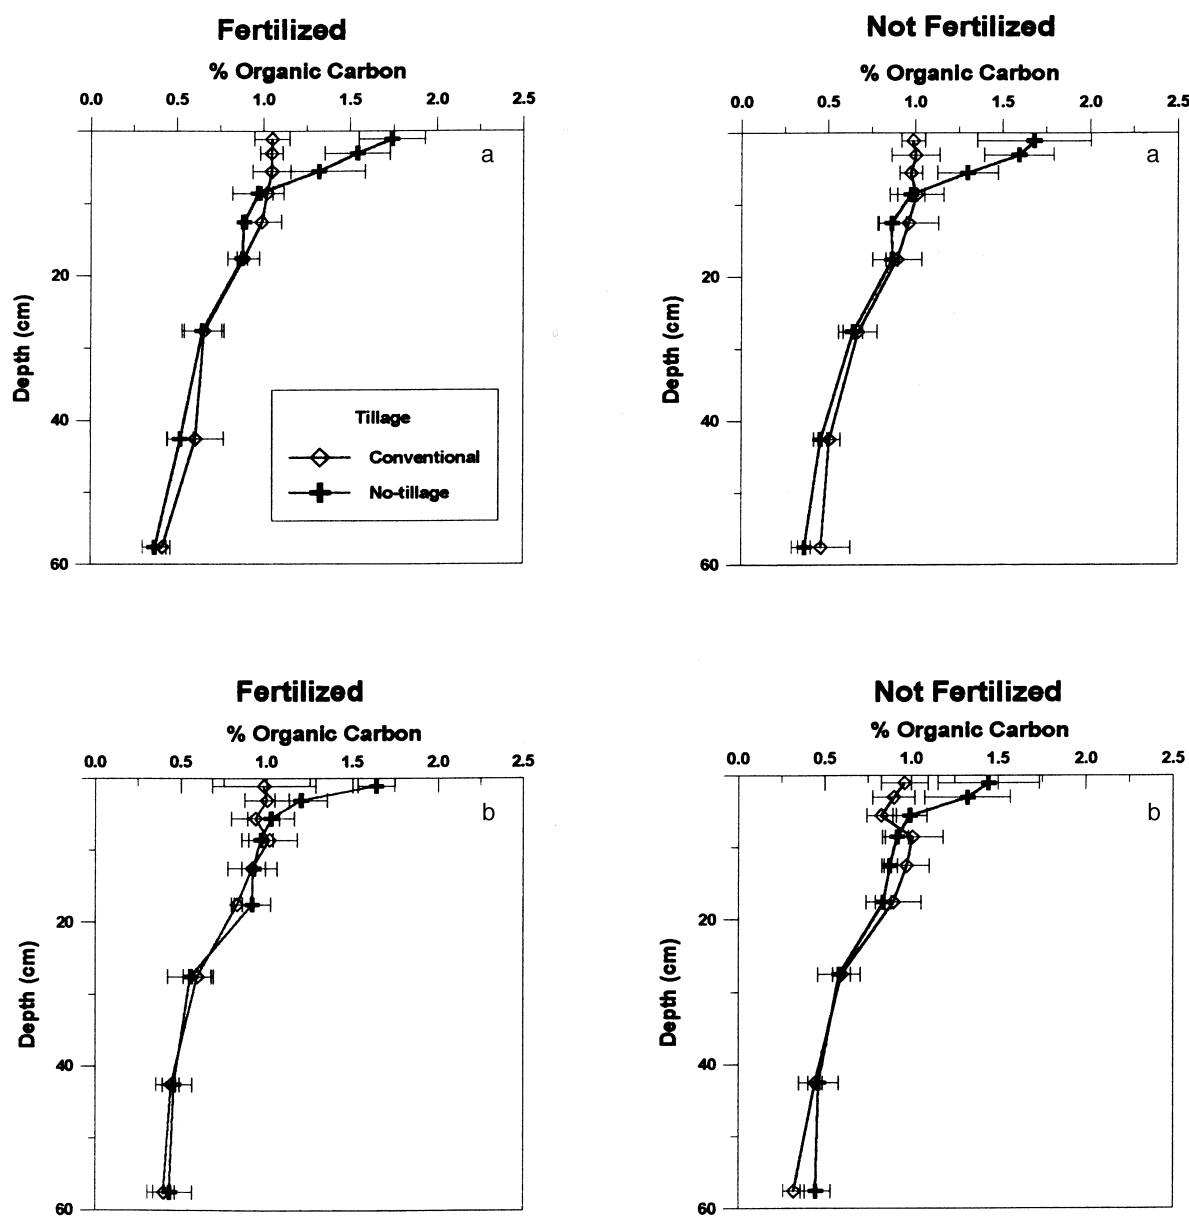 Fertilized
% Organic Carbon
0.0 0.5 1.0 1.5 2.0 2.5
a
20
40
60
Depth (cm)
Tillage
Conventional
No-tillage
Not Fertilized
% Organic Carbon
0.0 0.5 1.0 1.5 2.0 2.5
a
20
40
60
Depth (cm)
Fertilized
% Organic Carbon
0.0 0.5 1.0 1.5 2.0 2.5
b
20
40
60
Depth (cm)
Not Fertilized
% Organic Carbon
0.0 0.5 1.0 1.5 2.0 2.5
b
20
40
60
Depth (cm)